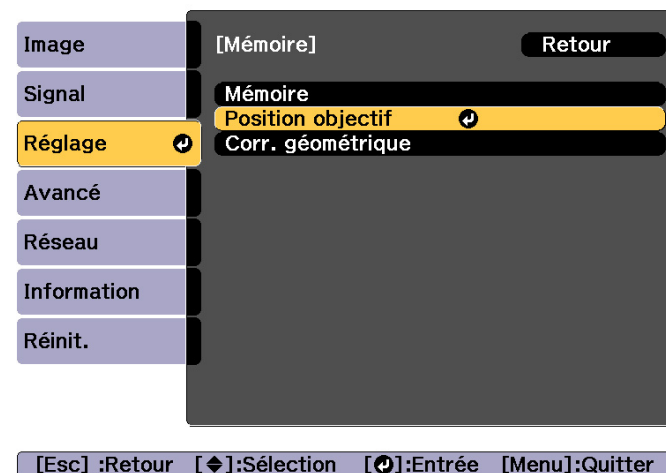 Image
Signal
Réglage
Avancé
Réseau
Information
Réinit.
[Mémoire]
Retour
Mémoire
Position objectif
Corr. géométrique
[Esc] :Retour [◆]:Sélection [↵]:Entrée [Menu]:Quitter